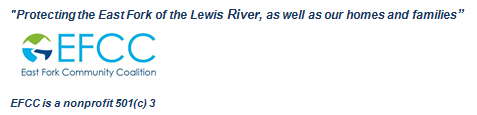 "Protecting the East Fork of the Lewis River, as well as our homes and families"
EFCC
East Fork Community Coalition
EFCC is a nonprofit 501(c) 3